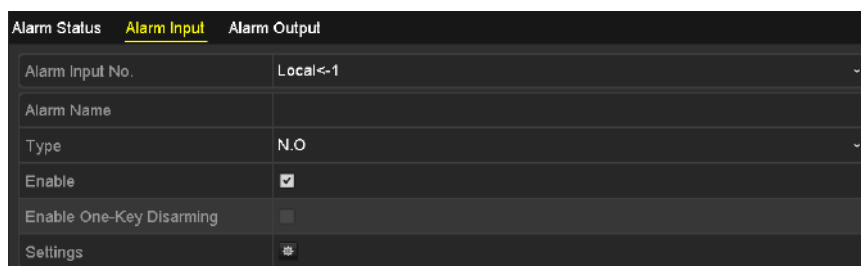 Alarm Status Alarm Input Alarm Output
Alarm Input No. Local<-1
Alarm Name
Type N.O
Enable
Enable One-Key Disarming
Settings